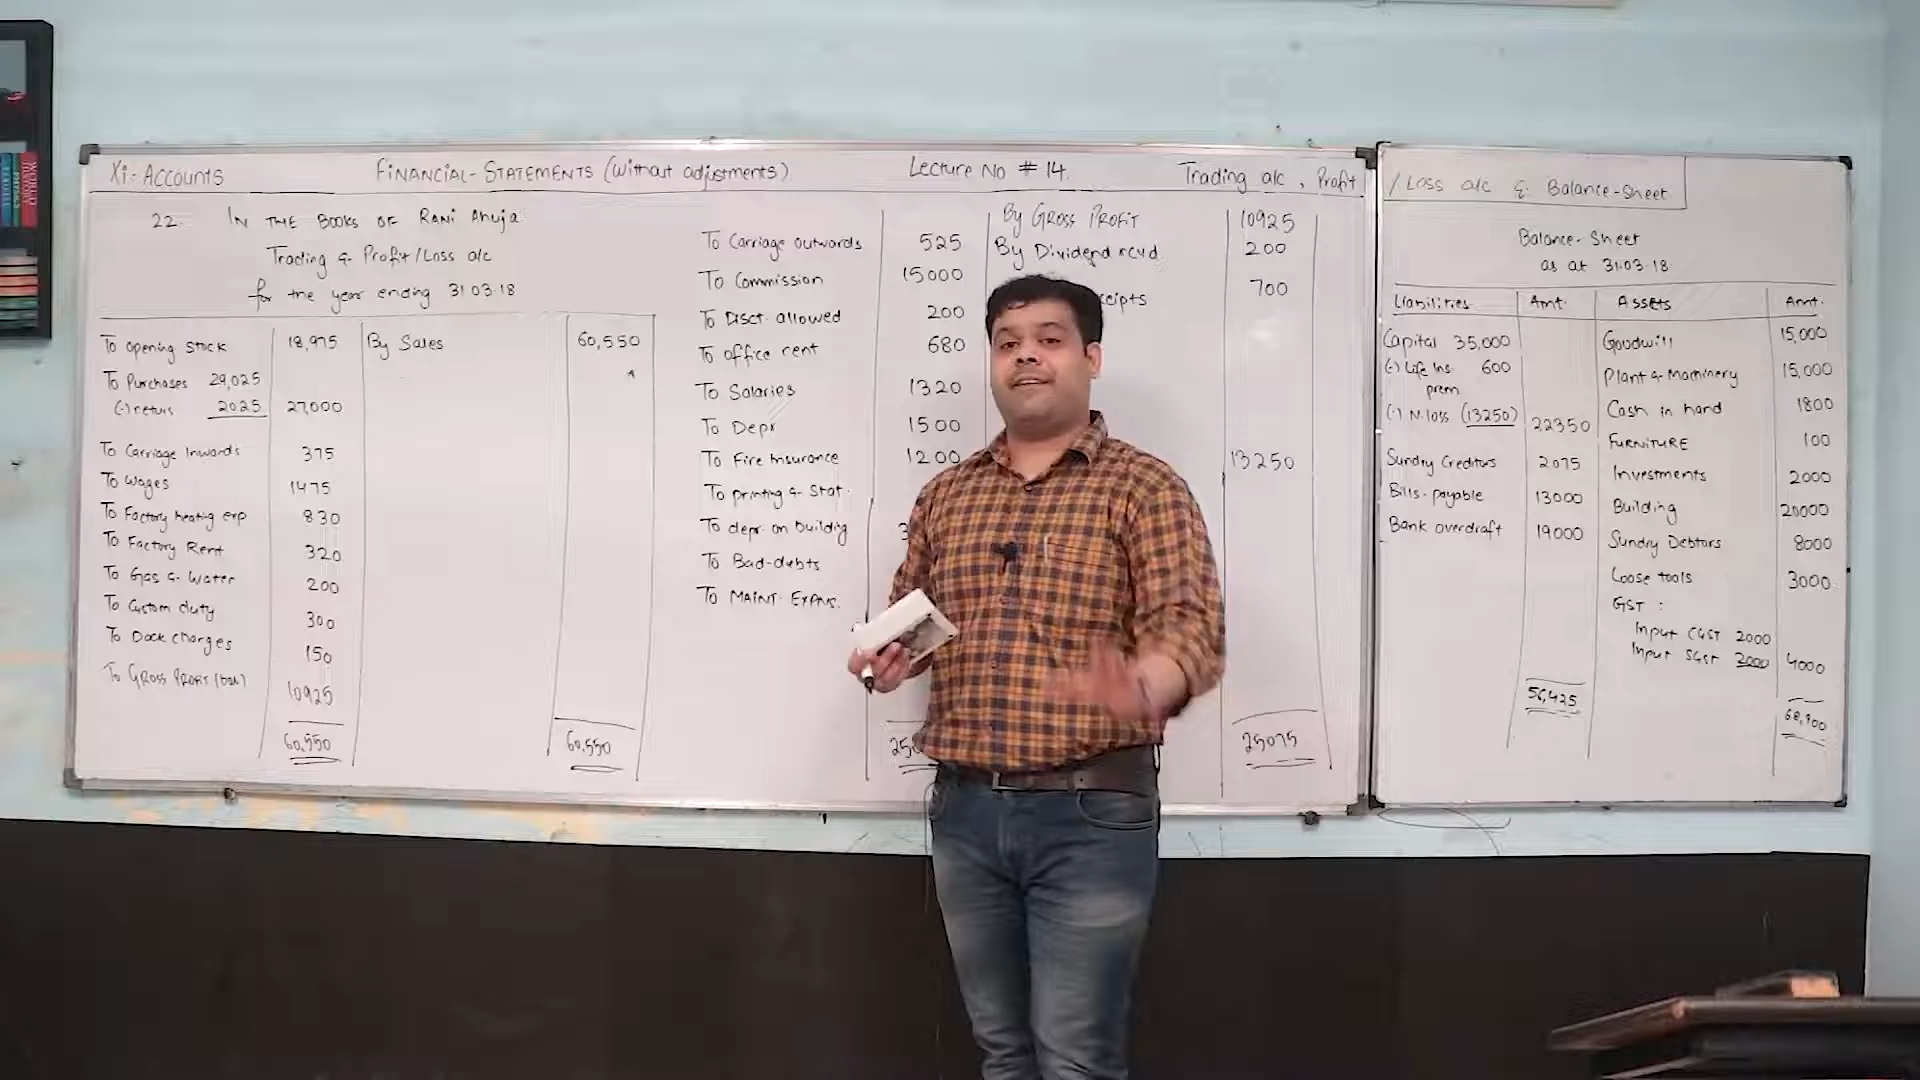 Xi-Accounts FINANCIAL-STATEMENTS (without adjustments) Lecture No # 14. Trading a/c, Profit / Loss a/c & Balance-Sheet
22. IN THE BOOKS OF RANI Ahuja
Trading & Profit/Loss a/c
for the year ending 31.03.18
To opening stock 18,975 By Sales 60,550
To Purchases 29,025
(-) returs 2025 27,000
To Carriage Inwards 375
To Wages 1475
To Factory heating exp 830
To Factory Rent 320
To Gas & Water 200
To Custom duty 300
To Dock charges 150
To GROSS PROFIT 10925
60,550 60,550
By GROSS PROFIT 10925
To Carriage outwards 525 By Dividend rcvd 200
To Commission 15000 700
To Disct. allowed 200
To office rent 680
To Salaries 1320
To Depr 1500
To Fire Insurance 1200 13250
To printing & Stat.
To depr. on building
To Bad-debts
To MAINT. EXPNS.
25075
Balance-Sheet
as at 31.03.18
Liabilities Amt. Assets Amt.
Capital 35,000 Goodwill 15,000
(-) Life Ins. prem 600 Plant & Machinery 15,000
(-) N.loss (13250) 22350 Cash in hand 1800
FURNITURE 100
Sundry Creditors 2075 Investments 2000
Bills-payable 13000 Building 20000
Bank overdraft 19000 Sundry Debtors 8000
Loose tools 3000
GST :
Input CGST 2000
Input SGST 2000 4000
56,425 68,900
WORLD
PHYSICS